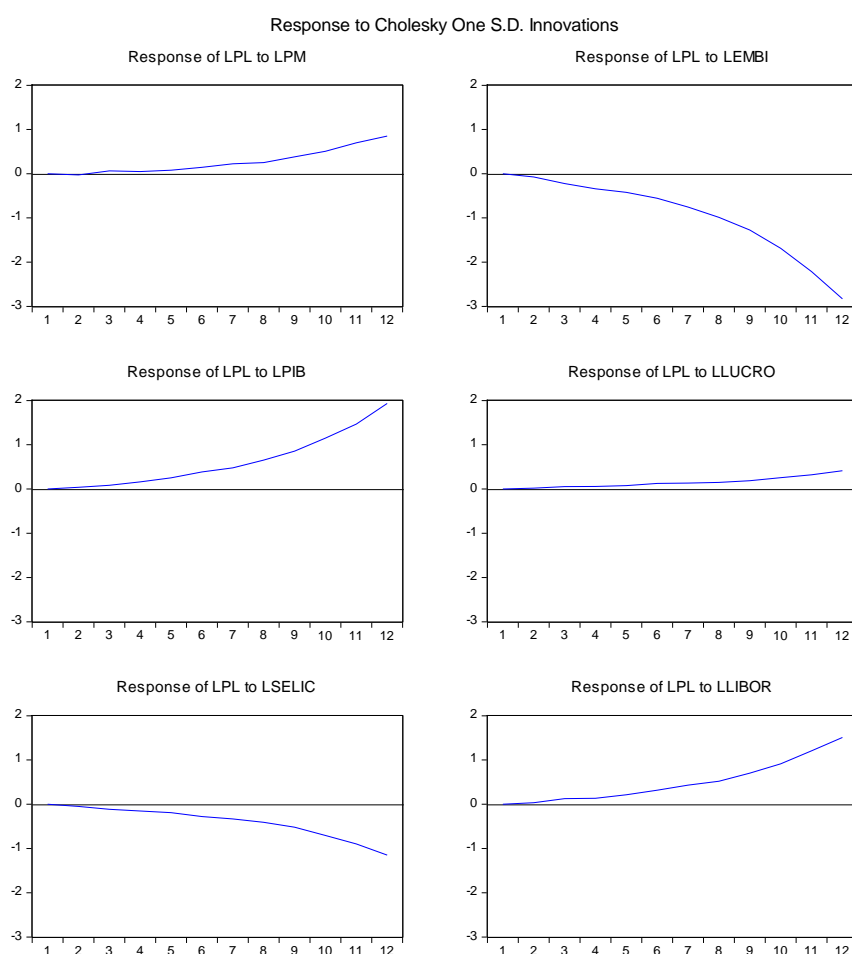 Response to Cholesky One S.D. Innovations
Response of LPL to LPM
2
1
0
-1
-2
-3
1 2 3 4 5 6 7 8 9 10 11 12
Response of LPL to LEMBI
2
1
0
-1
-2
-3
1 2 3 4 5 6 7 8 9 10 11 12
Response of LPL to LPIB
2
1
0
-1
-2
-3
1 2 3 4 5 6 7 8 9 10 11 12
Response of LPL to LLUCRO
2
1
0
-1
-2
-3
1 2 3 4 5 6 7 8 9 10 11 12
Response of LPL to LSELIC
2
1
0
-1
-2
-3
1 2 3 4 5 6 7 8 9 10 11 12
Response of LPL to LLIBOR
2
1
0
-1
-2
-3
1 2 3 4 5 6 7 8 9 10 11 12